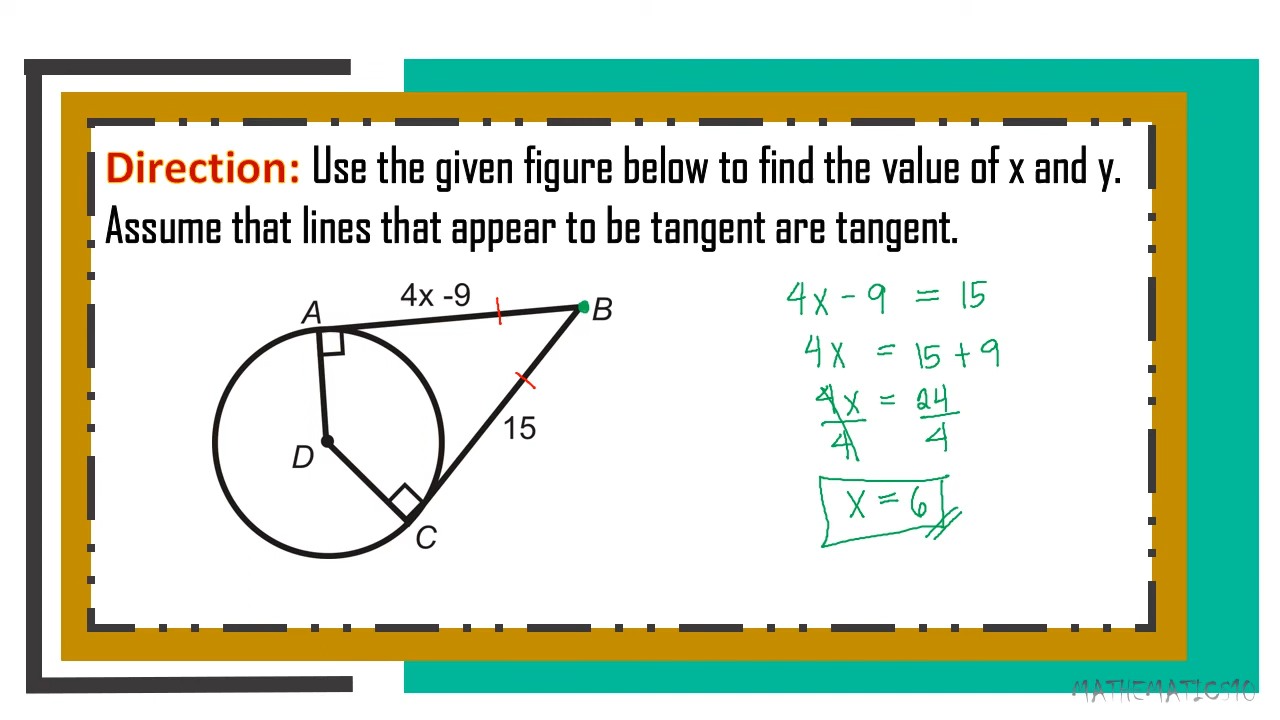 Direction: Use the given figure below to find the value of x and y.
Assume that lines that appear to be tangent are tangent.
4x -9
A
B
D
15
C
4x - 9 = 15
4x = 15 + 9
4x/4 = 24/4
x = 6
MATHEMATICS10